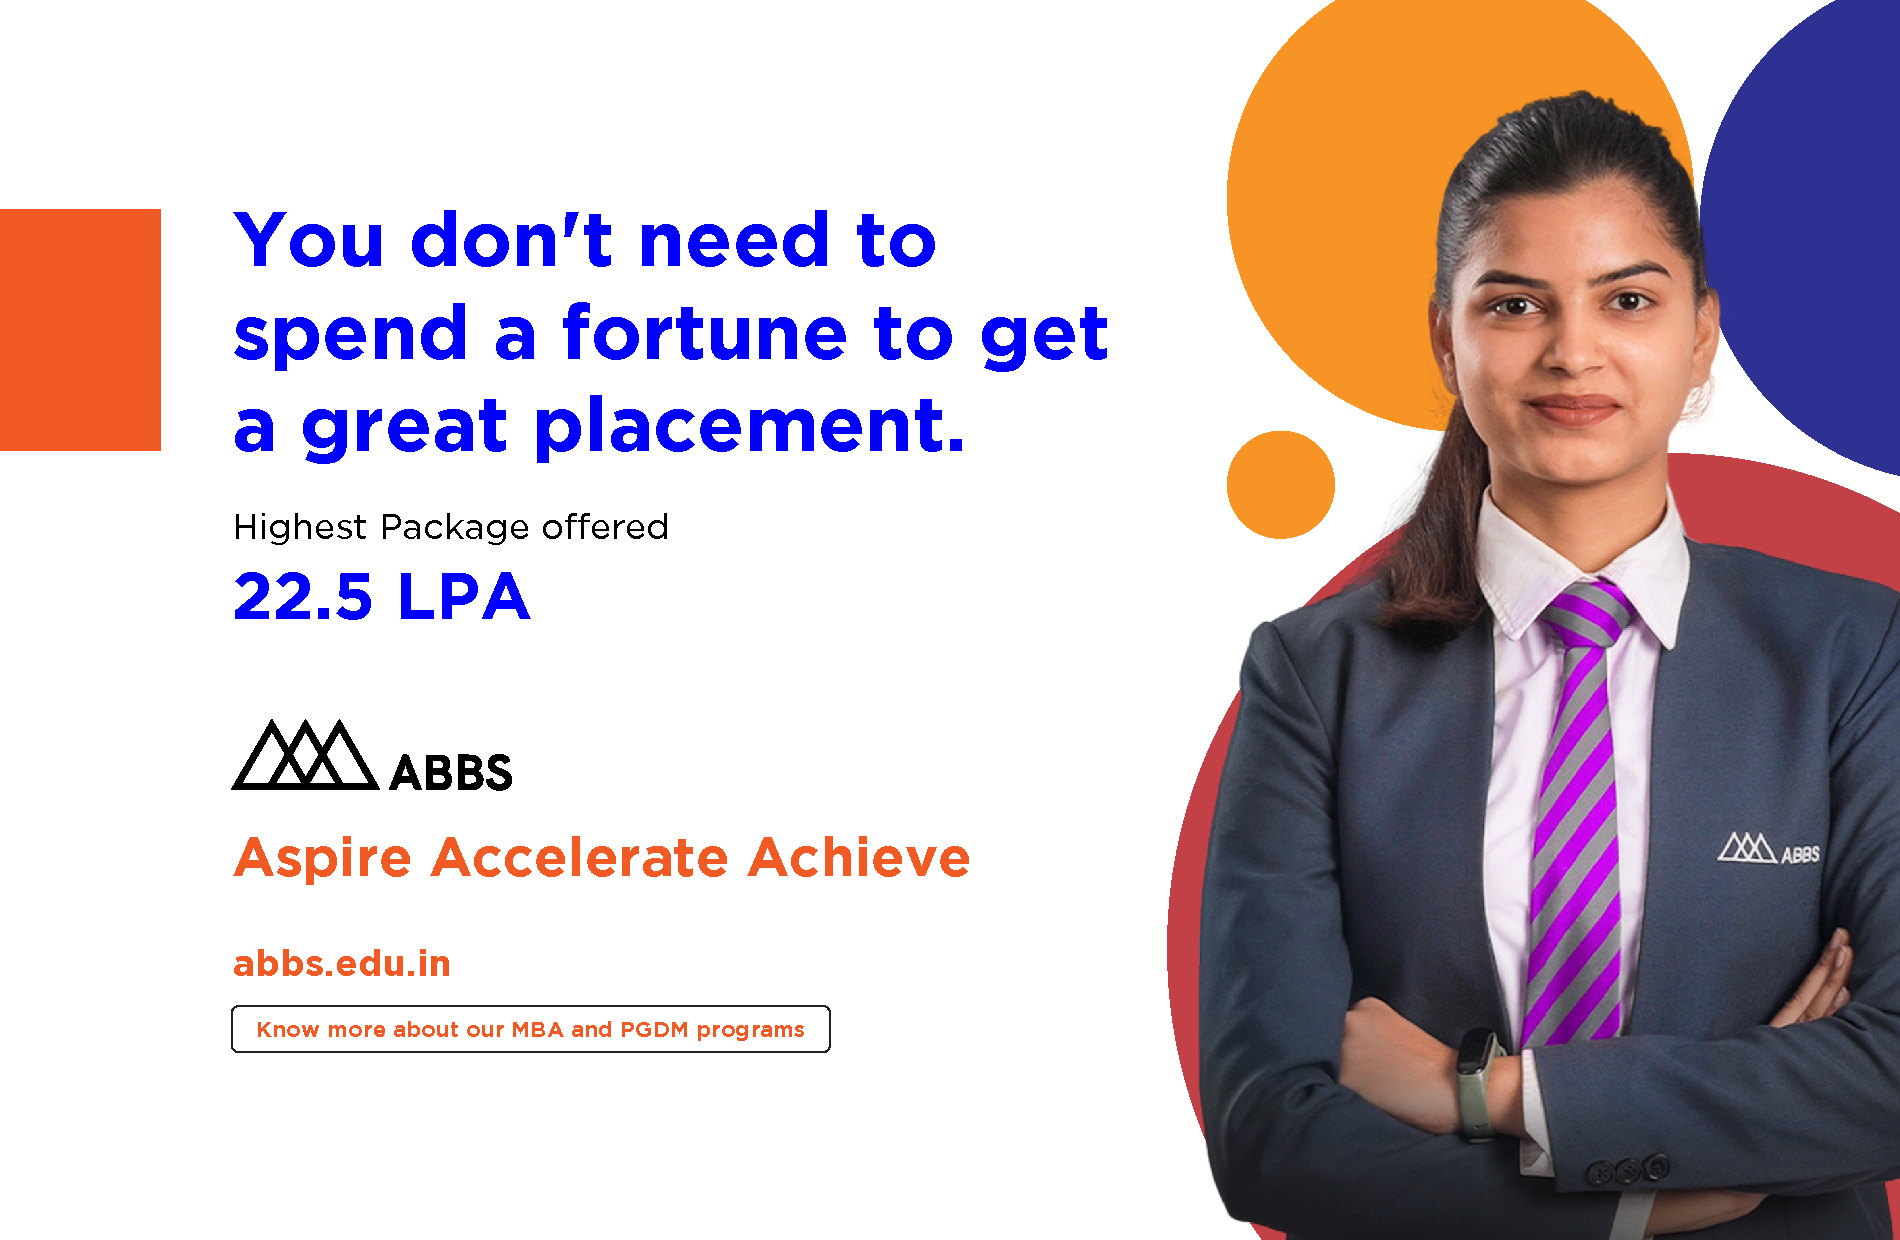 You don't need to
spend a fortune to get
a great placement.
Highest Package offered
22.5 LPA
ABBS
Aspire Accelerate Achieve
abbs.edu.in
Know more about our MBA and PGDM programs
ABBS